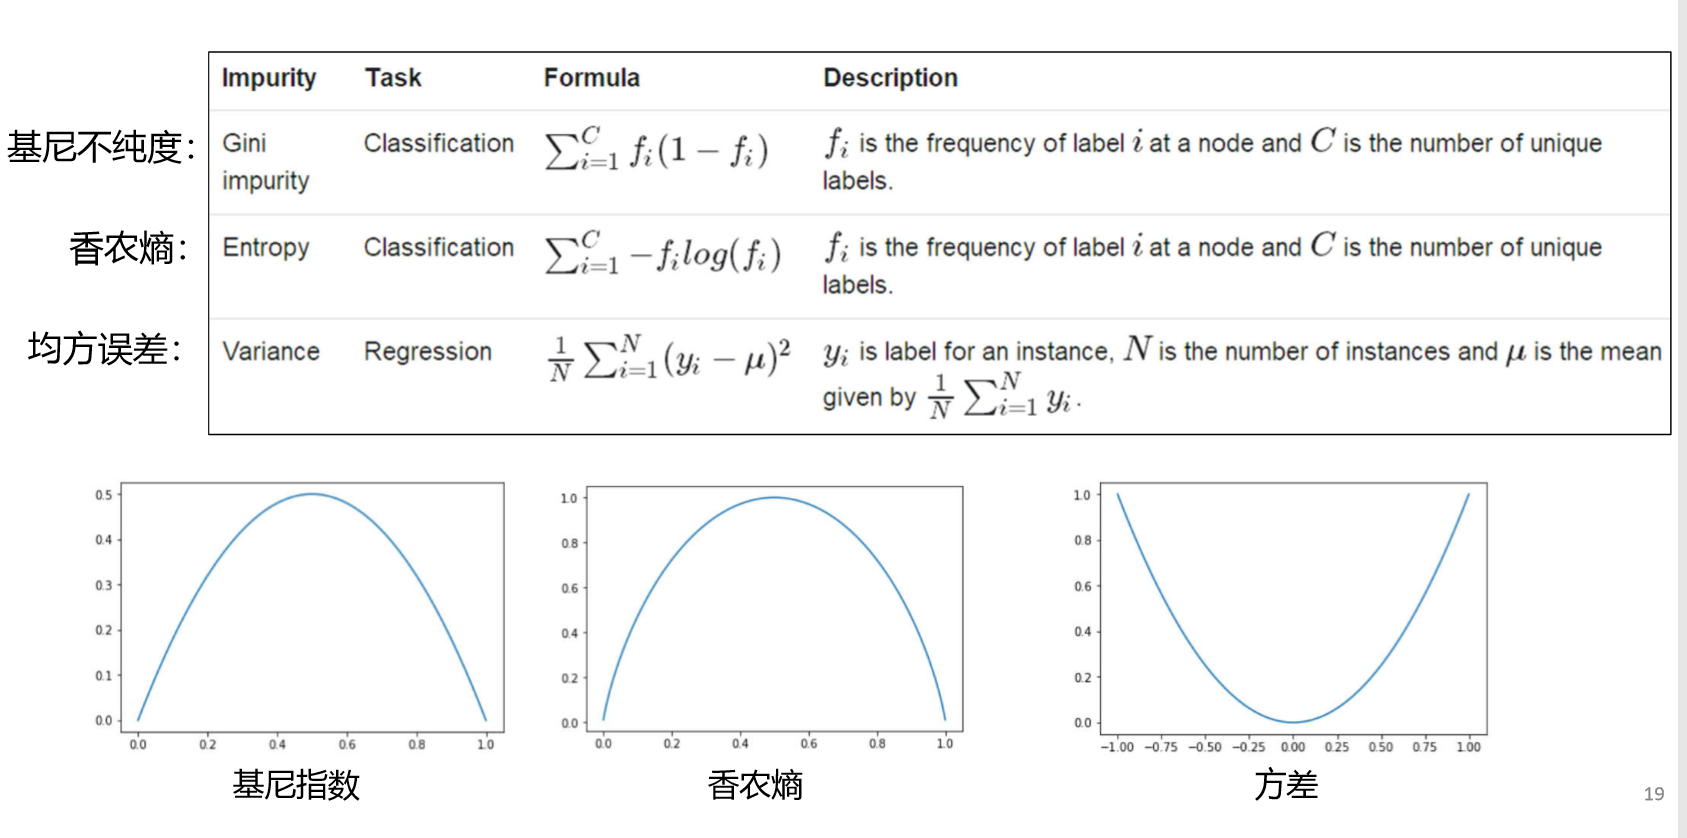 Impurity Task Formula Description
基尼不纯度： Gini impurity Classification ∑_{i=1}^{C} f_i(1 − f_i) f_i is the frequency of label i at a node and C is the number of unique
labels.
香农熵： Entropy Classification ∑_{i=1}^{C} −f_i log(f_i) f_i is the frequency of label i at a node and C is the number of unique
labels.
均方误差： Variance Regression \frac{1}{N} ∑_{i=1}^{N} (y_i − μ)^2 y_i is label for an instance, N is the number of instances and μ is the mean
given by \frac{1}{N} ∑_{i=1}^{N} y_i.
0.5
0.4
0.3
0.2
0.1
0.0
0.0 0.2 0.4 0.6 0.8 1.0
基尼指数
1.0
0.8
0.6
0.4
0.2
0.0
0.0 0.2 0.4 0.6 0.8 1.0
香农熵
1.0
0.8
0.6
0.4
0.2
0.0
−1.00 −0.75 −0.50 −0.25 0.00 0.25 0.50 0.75 1.00
方差
19